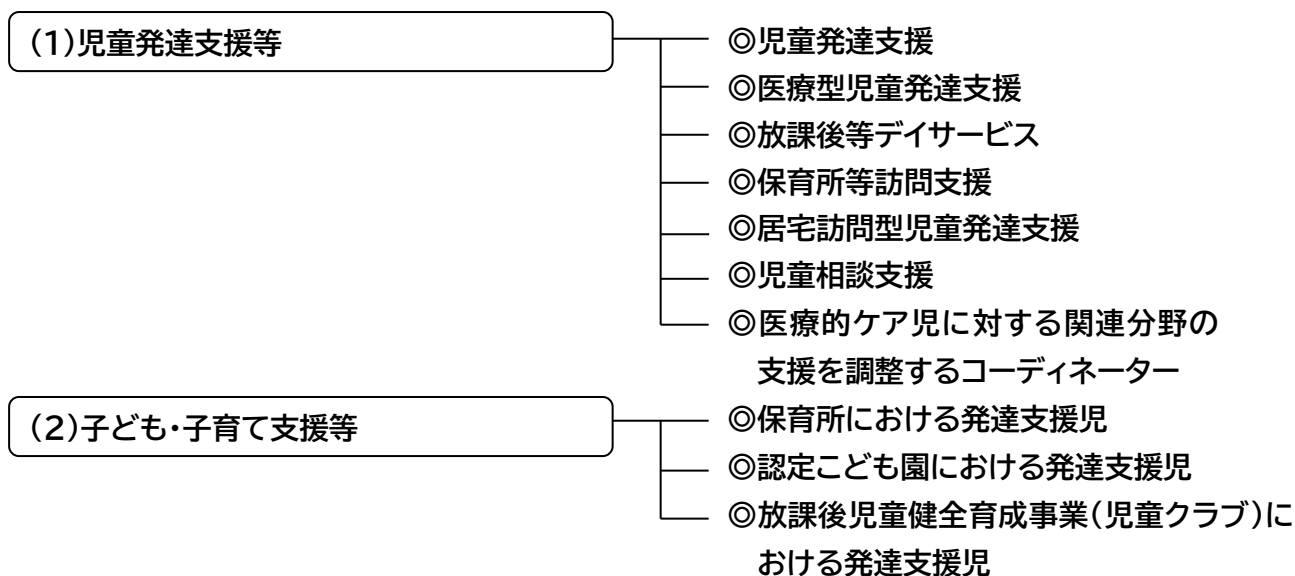 (1)児童発達支援等
◎児童発達支援
◎医療型児童発達支援
◎放課後等デイサービス
◎保育所等訪問支援
◎居宅訪問型児童発達支援
◎児童相談支援
◎医療的ケア児に対する関連分野の
支援を調整するコーディネーター
(2)子ども・子育て支援等
◎保育所における発達支援児
◎認定こども園における発達支援児
◎放課後児童健全育成事業(児童クラブ)に
おける発達支援児